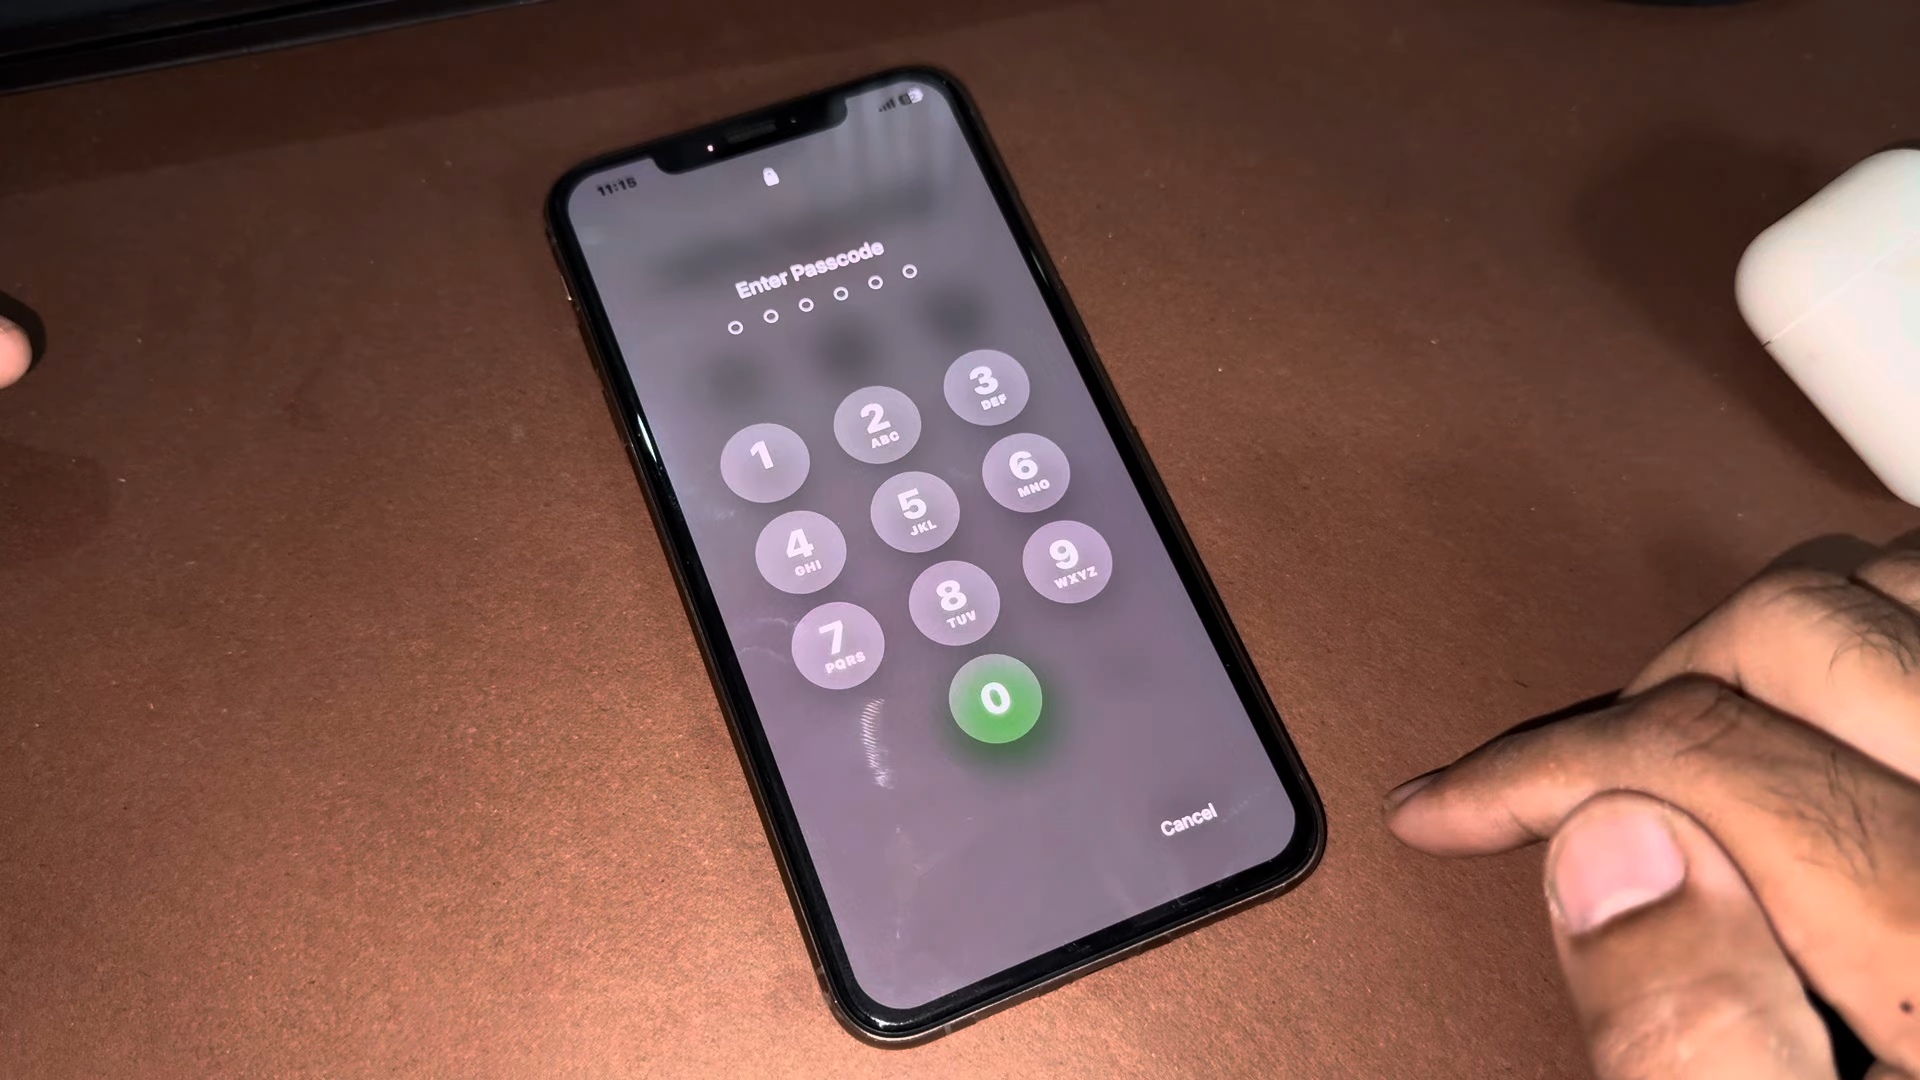 11:15
Enter Passcode
1
2
ABC
3
DEF
4
GHI
5
JKL
6
MNO
7
PQRS
8
TUV
9
WXYZ
0
Cancel